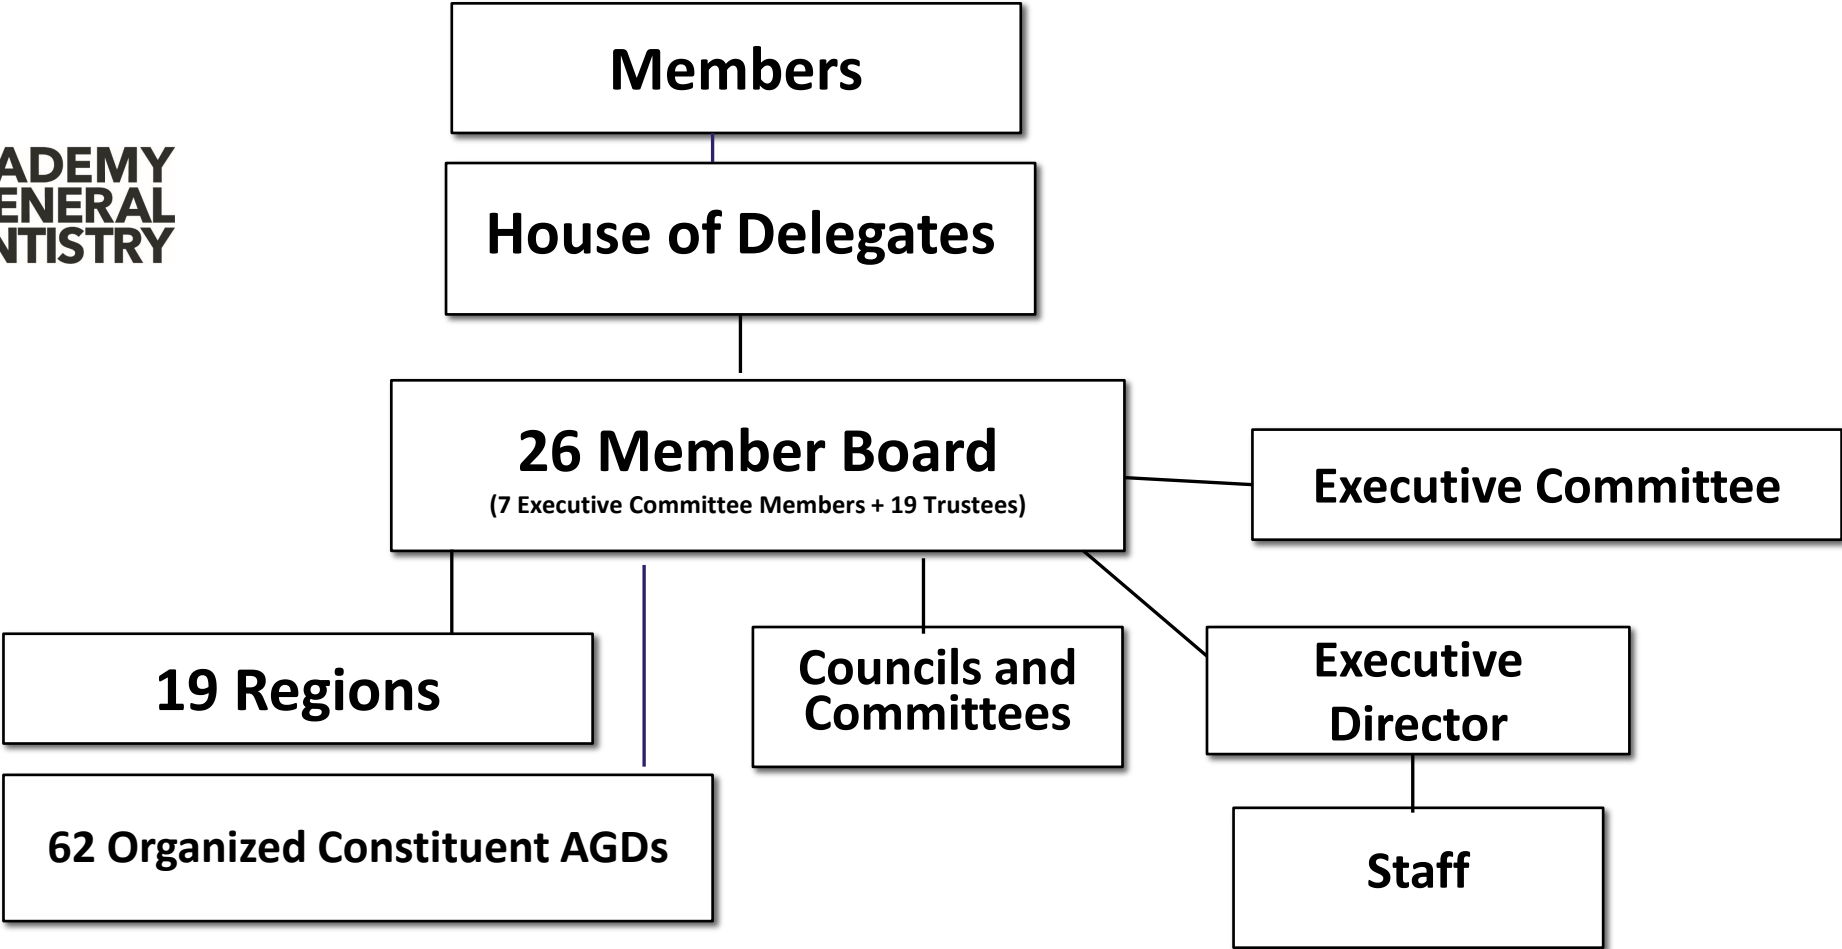 Members
ADEMY
ENERAL
NTISTRY
House of Delegates
26 Member Board
(7 Executive Committee Members + 19 Trustees)
Executive Committee
19 Regions
Councils and
Committees
Executive
Director
62 Organized Constituent AGDs
Staff